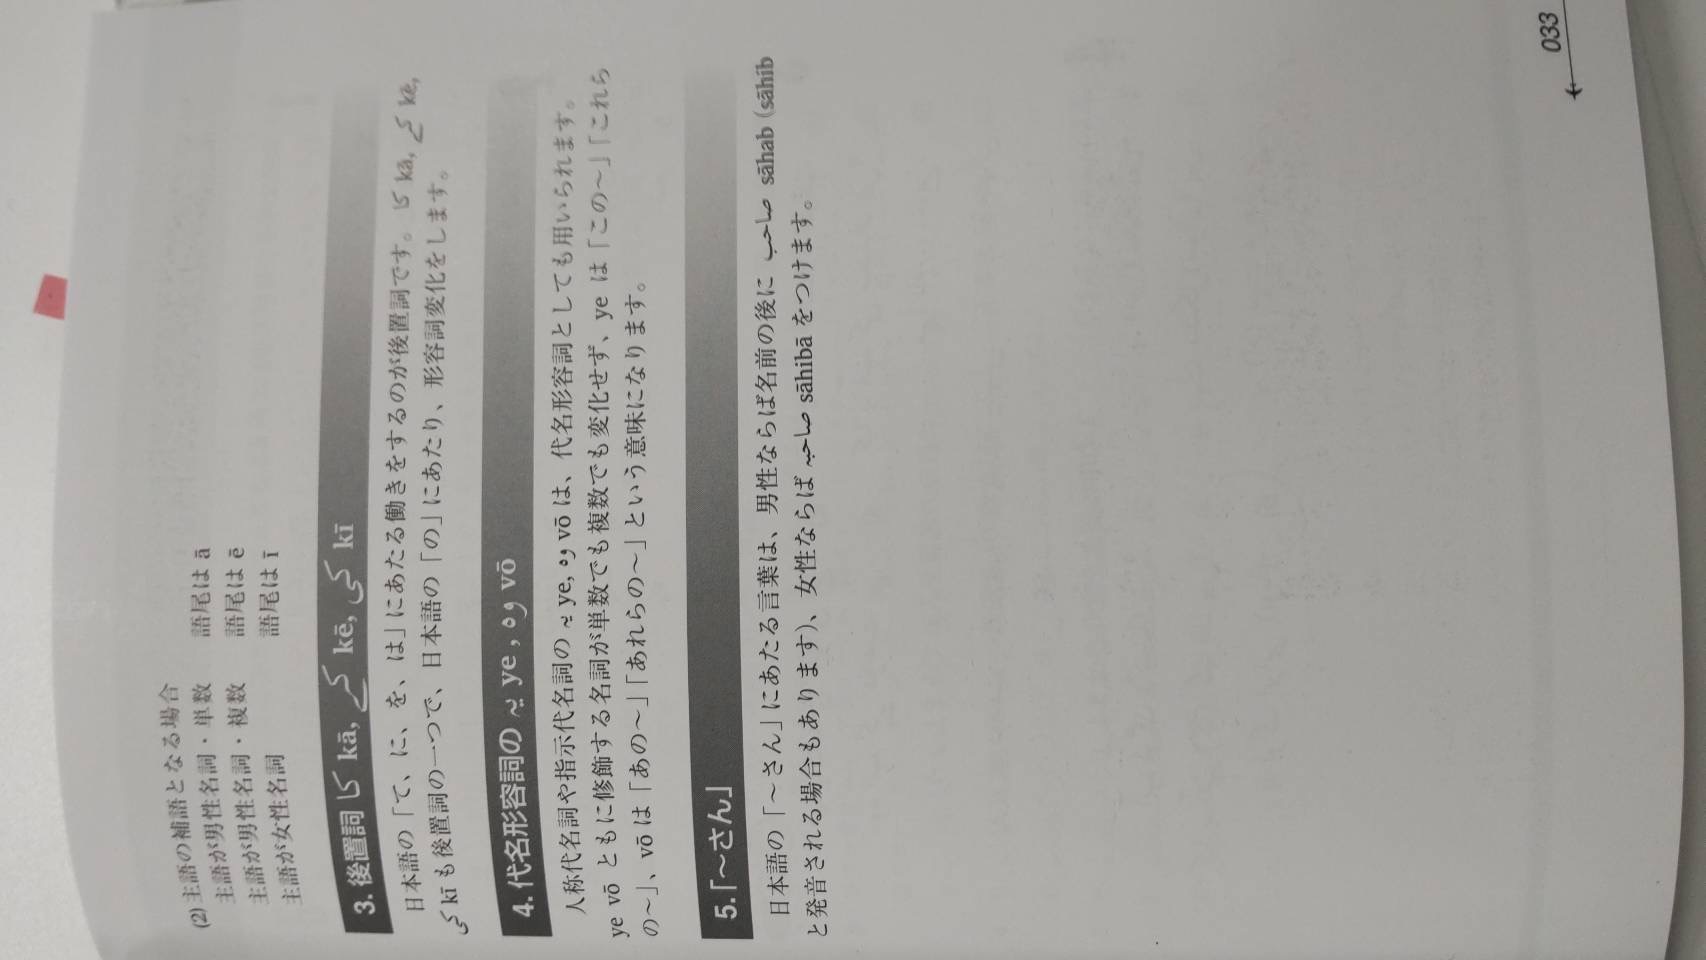 (2) 主語の補語となる場合
主語が男性名詞・単数 語尾は ā
主語が男性名詞・複数 語尾は ē
主語が女性名詞 語尾は ī
3. 後置詞 کا kā, کے kē, کی kī
日本語の「て、に、を、は」にあたる働きをするのが後置詞です。کا kā, کے kē,
کی kī も後置詞の一つで、日本語の「の」にあたり、形容詞変化をします。
4. 代名形容詞の یہ ye , وہ vō
人称代名詞や指示代名詞の یہ ye, وہ vō は、代名形容詞としても用いられます。
ye vō ともに修飾する名詞が単数でも複数でも変化せず、ye は「この～」「これら
の～」、vō は「あの～」「あれらの～」という意味になります。
5.「～さん」
日本語の「～さん」にあたる言葉は、男性ならば名前の後に صاحب sāhab (sāhib
と発音される場合もあります)、女性ならば صاحبہ sāhibā をつけます。
033